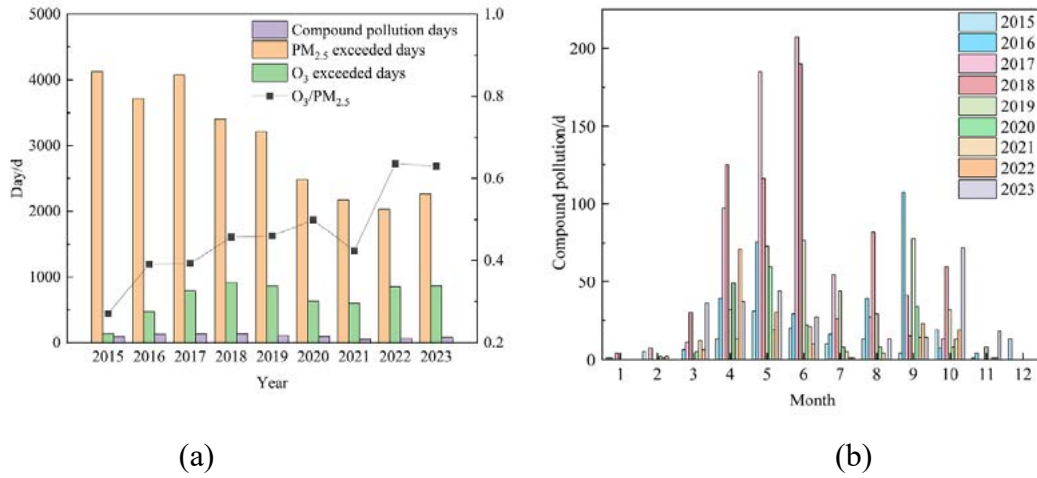 5000
4000
3000
2000
1000
0
Day/d
1.0
0.8
0.6
0.4
0.2
Compound pollution days
PM2.5 exceeded days
O3 exceeded days
O3/PM2.5
2015 2016 2017 2018 2019 2020 2021 2022 2023
Year
(a)
200
150
100
50
0
Compound pollution/d
2015
2016
2017
2018
2019
2020
2021
2022
2023
1 2 3 4 5 6 7 8 9 10 11 12
Month
(b)